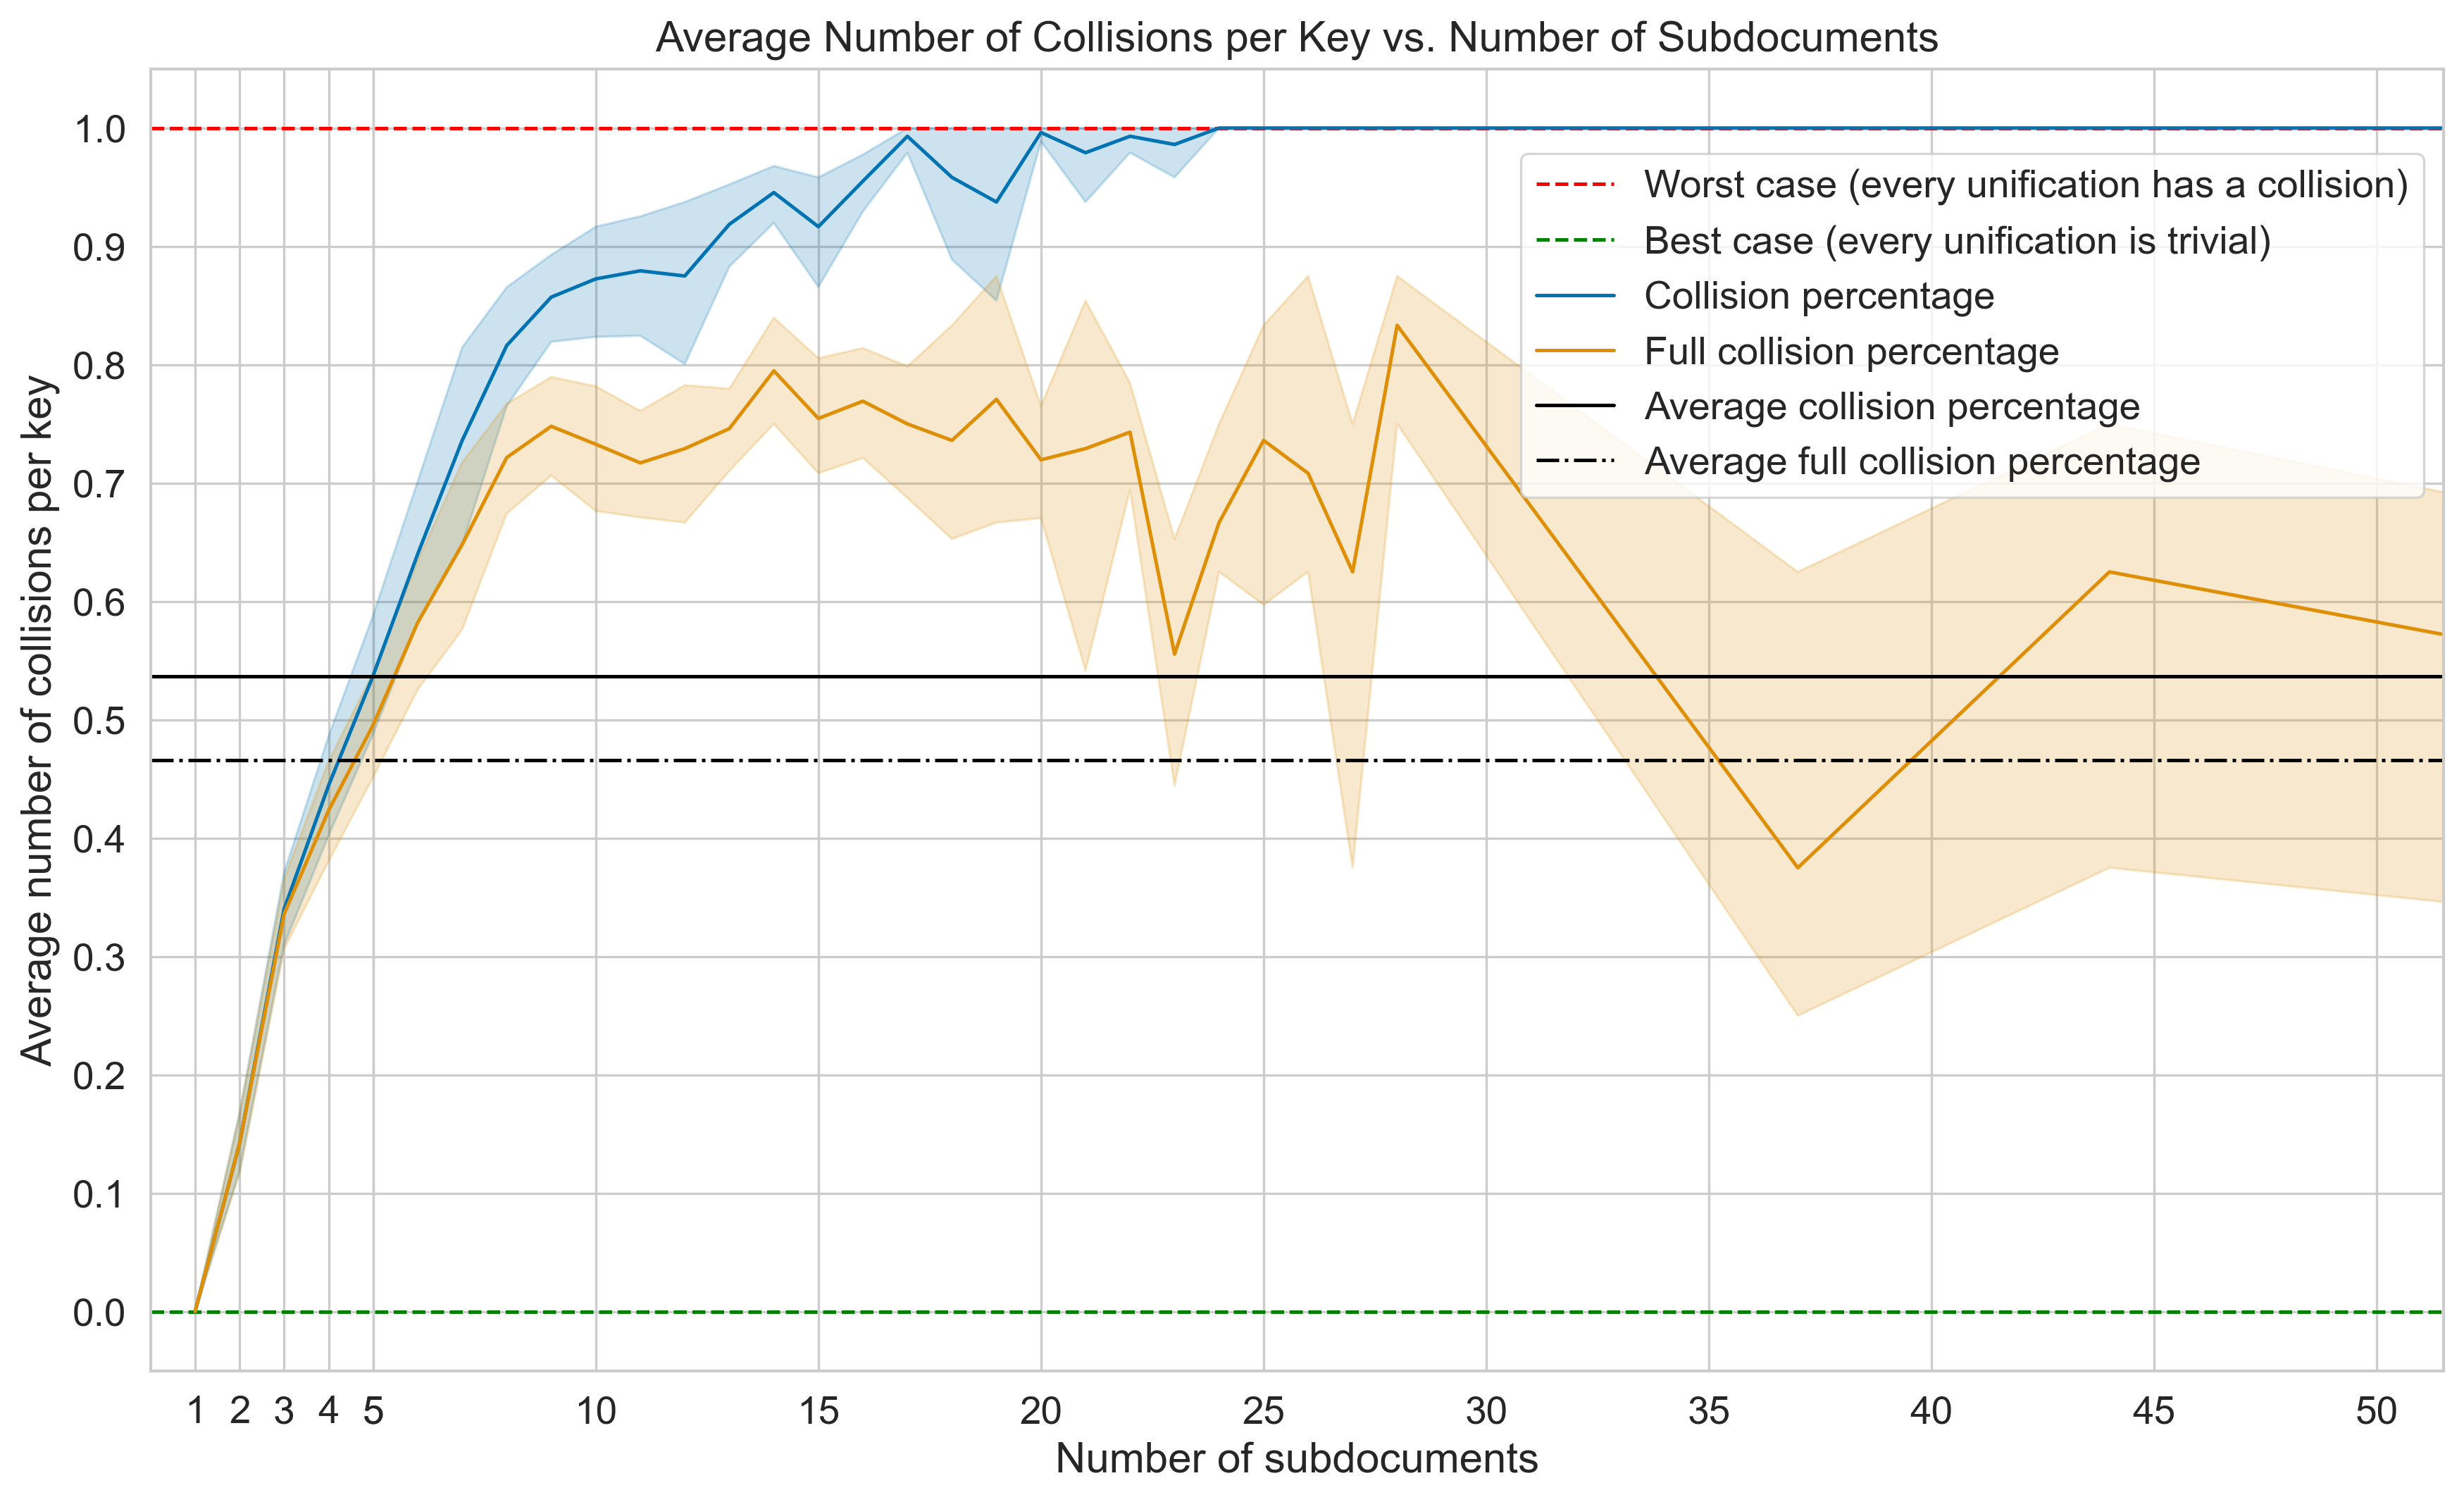 Average Number of Collisions per Key vs. Number of Subdocuments
Average number of collisions per key
1.0
0.9
0.8
0.7
0.6
0.5
0.4
0.3
0.2
0.1
0.0
Worst case (every unification has a collision)
Best case (every unification is trivial)
Collision percentage
Full collision percentage
Average collision percentage
Average full collision percentage
1 2 3 4 5 10 15 20 25 30 35 40 45 50
Number of subdocuments